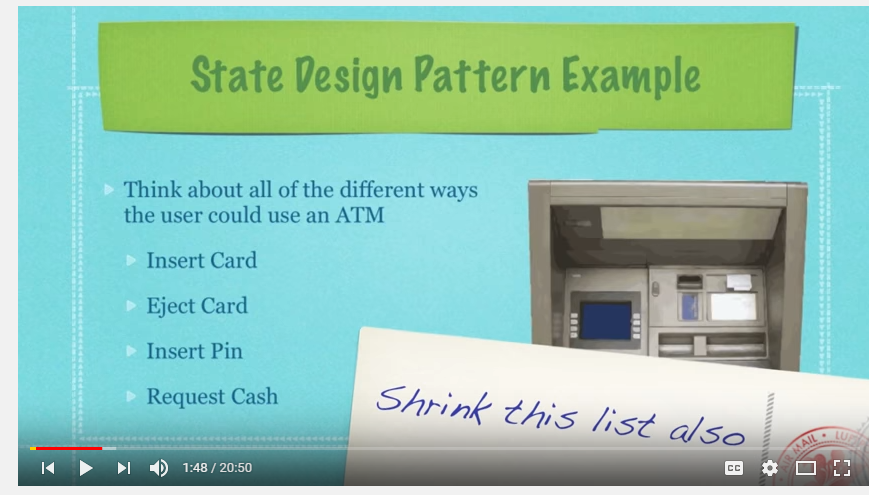 State Design Pattern Example
Think about all of the different ways
the user could use an ATM
Insert Card
Eject Card
Insert Pin
Request Cash
Shrink this list also
MAIL • LU
1:48 / 20:50
CC